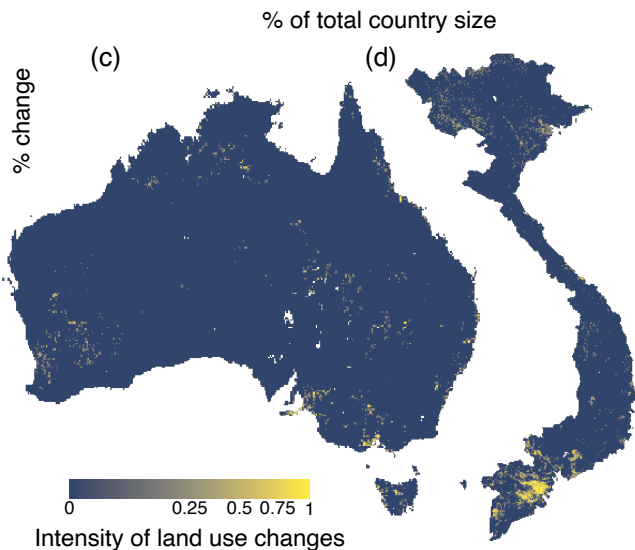 % of total country size
(c) (d)
% change
0 0.25 0.5 0.75 1
Intensity of land use changes